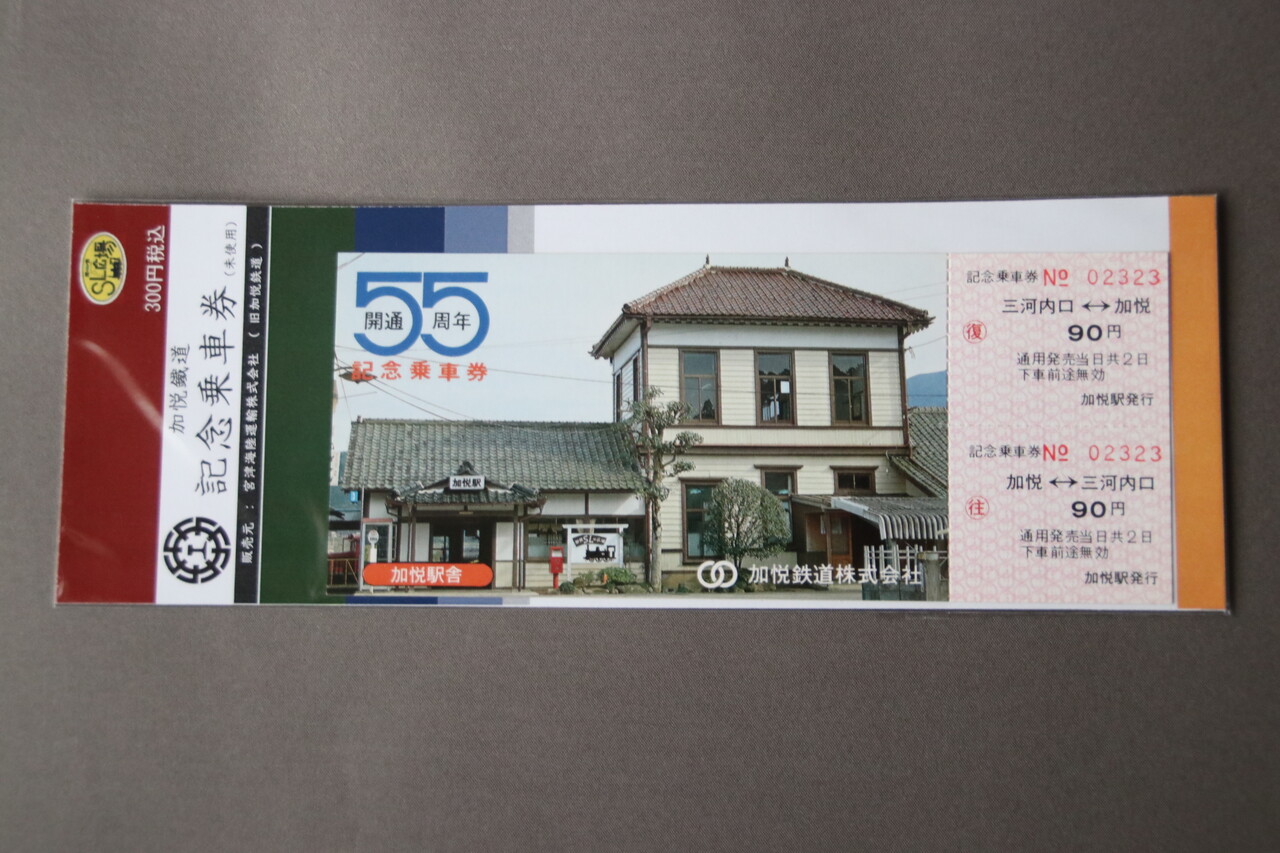 SL広場
300円税込
加悦鐵道
記念乗車券
(未使用)
販売元：宮津海陸運輸株式会社(旧加悦鉄道)
55
開通 周年
記念乗車券
加悦駅
加悦駅舎
加悦鉄道株式会社
記念乗車券 No 02323
三河内口↔加悦
復 90円
通用発売当日共2日
下車前途無効
加悦駅発行
記念乗車券 No 02323
加悦↔三河内口
往 90円
通用発売当日共2日
下車前途無効
加悦駅発行